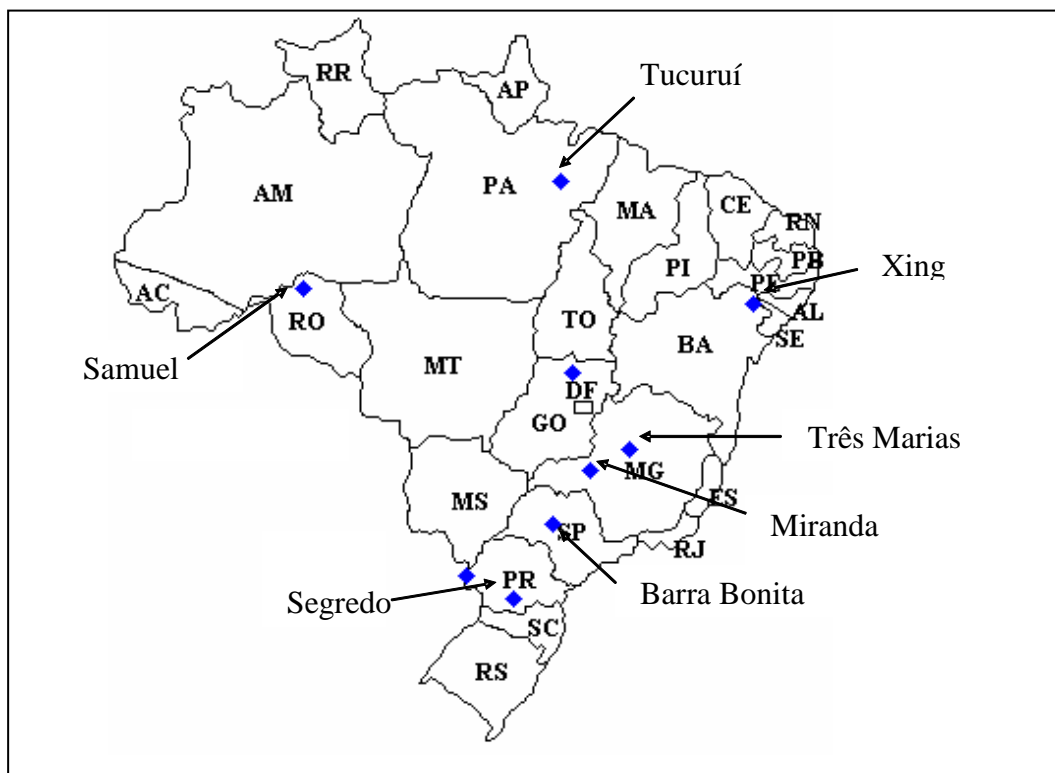 Tucuruí
RR
AP
AM
PA
MA
CE
RN
PB
PI
PE
Xing
AC
RO
TO
AL
SE
BA
Samuel
MT
DF
GO
Três Marias
MG
MS
ES
Miranda
SP
RJ
PR
Segredo
Barra Bonita
SC
RS